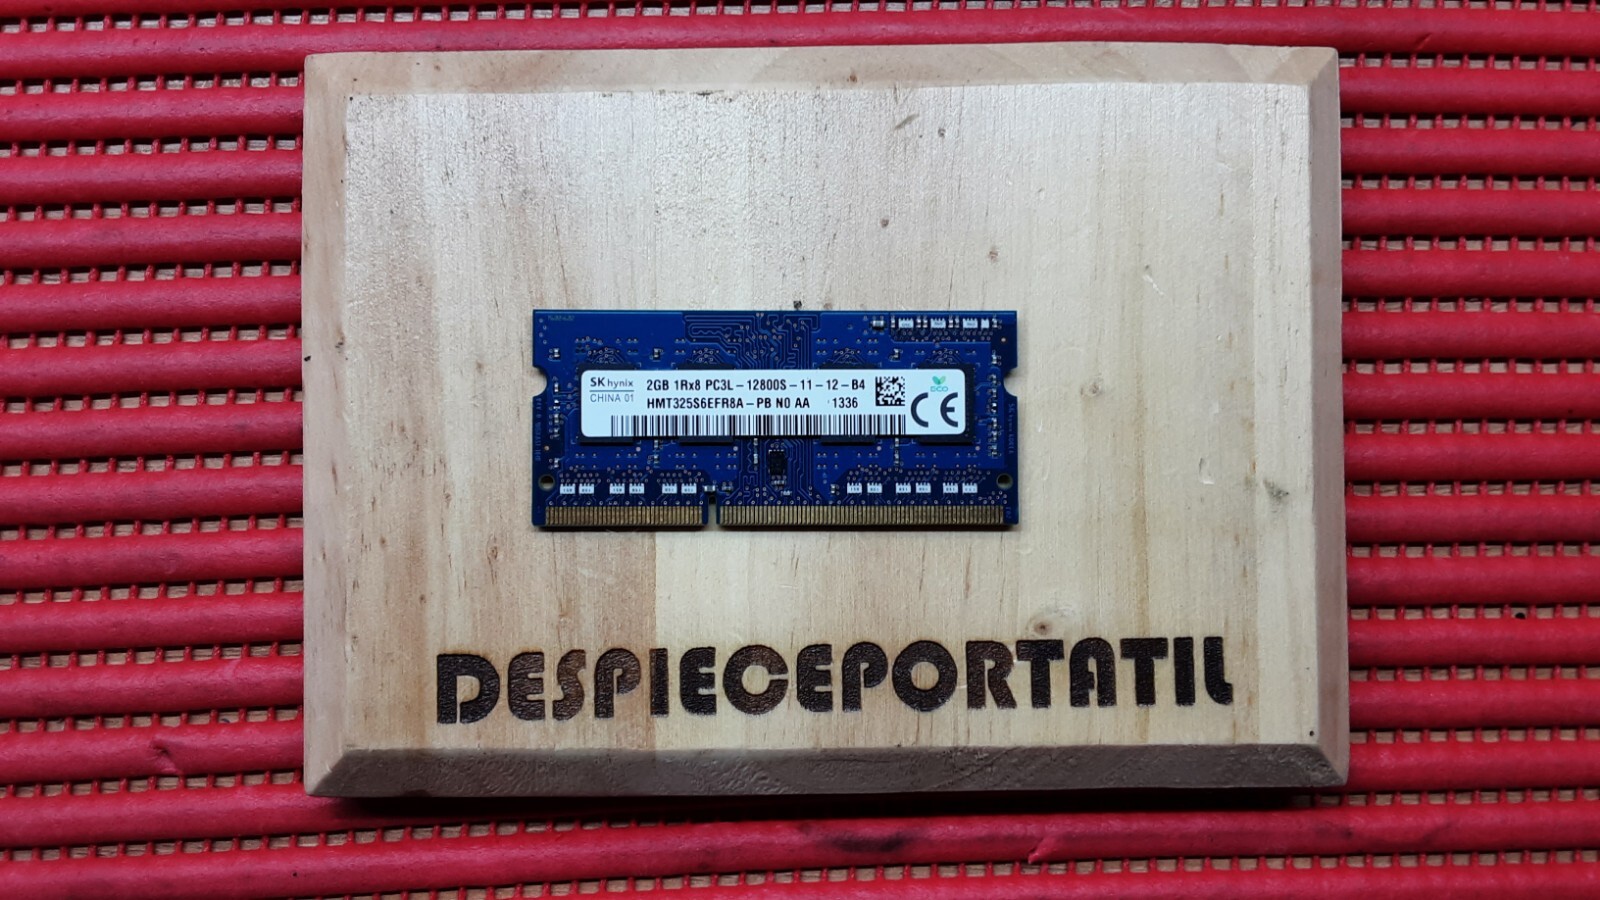 SK hynix
CHINA 01
2GB 1Rx8 PC3L-12800S-11-12-B4
HMT325S6EFR8A-PB N0 AA 1336
CE
DESPIECEPORTATIL